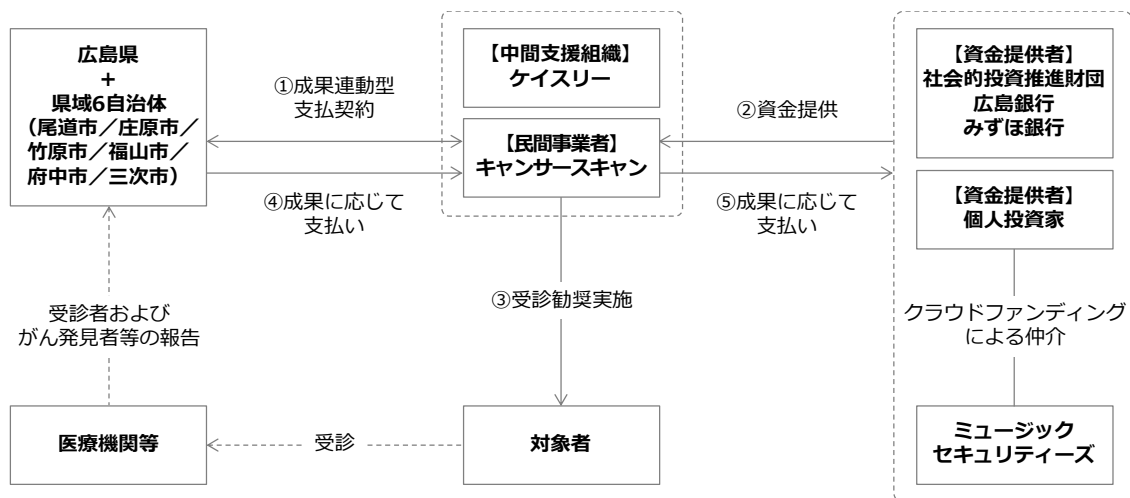 広島県
+
県域6自治体
（尾道市／庄原市／
竹原市／福山市／
府中市／三次市）
①成果連動型
支払契約
【中間支援組織】
ケイスリー
【民間事業者】
キャンサースキャン
②資金提供
【資金提供者】
社会的投資推進財団
広島銀行
みずほ銀行
④成果に応じて
支払い
⑤成果に応じて
支払い
【資金提供者】
個人投資家
受診者および
がん発見者等の報告
③受診勧奨実施
クラウドファンディング
による仲介
医療機関等
受診
対象者
ミュージック
セキュリティーズ